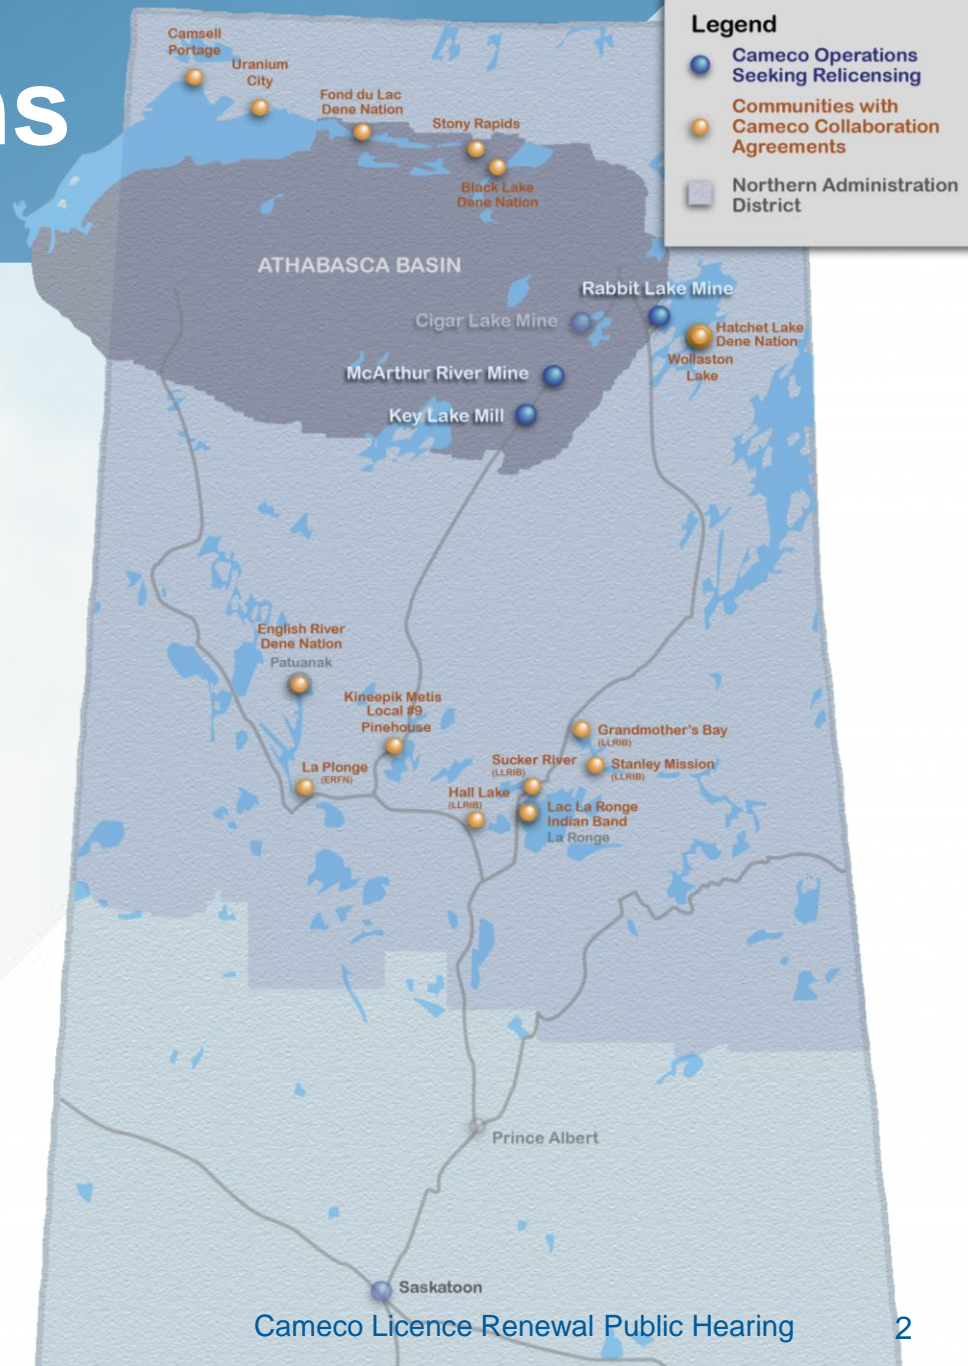 ns
Legend
Cameco Operations
Seeking Relicensing
Communities with
Cameco Collaboration
Agreements
Northern Administration
District
Camsell
Portage
Uranium
City
Fond du Lac
Dene Nation
Stony Rapids
Black Lake
Dene Nation
ATHABASCA BASIN
Rabbit Lake Mine
Cigar Lake Mine
Hatchet Lake
Dene Nation
Wollaston
Lake
McArthur River Mine
Key Lake Mill
English River
Dene Nation
Patuanak
Kineepik Metis
Local #9
Pinehouse
La Plonge
(ERFN)
Grandmother's Bay
(LLRIB)
Sucker River
(LLRIB)
Stanley Mission
(LLRIB)
Hall Lake
(LLRIB)
Lac La Ronge
Indian Band
La Ronge
Prince Albert
Saskatoon
Cameco Licence Renewal Public Hearing 2